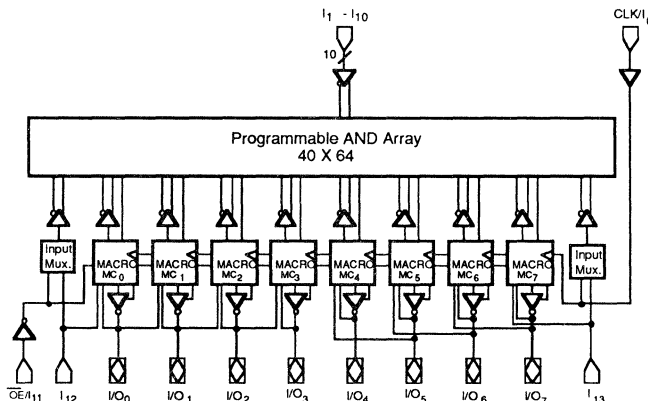 I1 - I10
CLK/I
10
Programmable AND Array
40 X 64
Input
Mux.
MACRO
MC0
MACRO
MC1
MACRO
MC2
MACRO
MC3
MACRO
MC4
MACRO
MC5
MACRO
MC6
MACRO
MC7
Input
Mux.
OE/I11
I12
I/O0
I/O1
I/O2
I/O3
I/O4
I/O5
I/O6
I/O7
I13